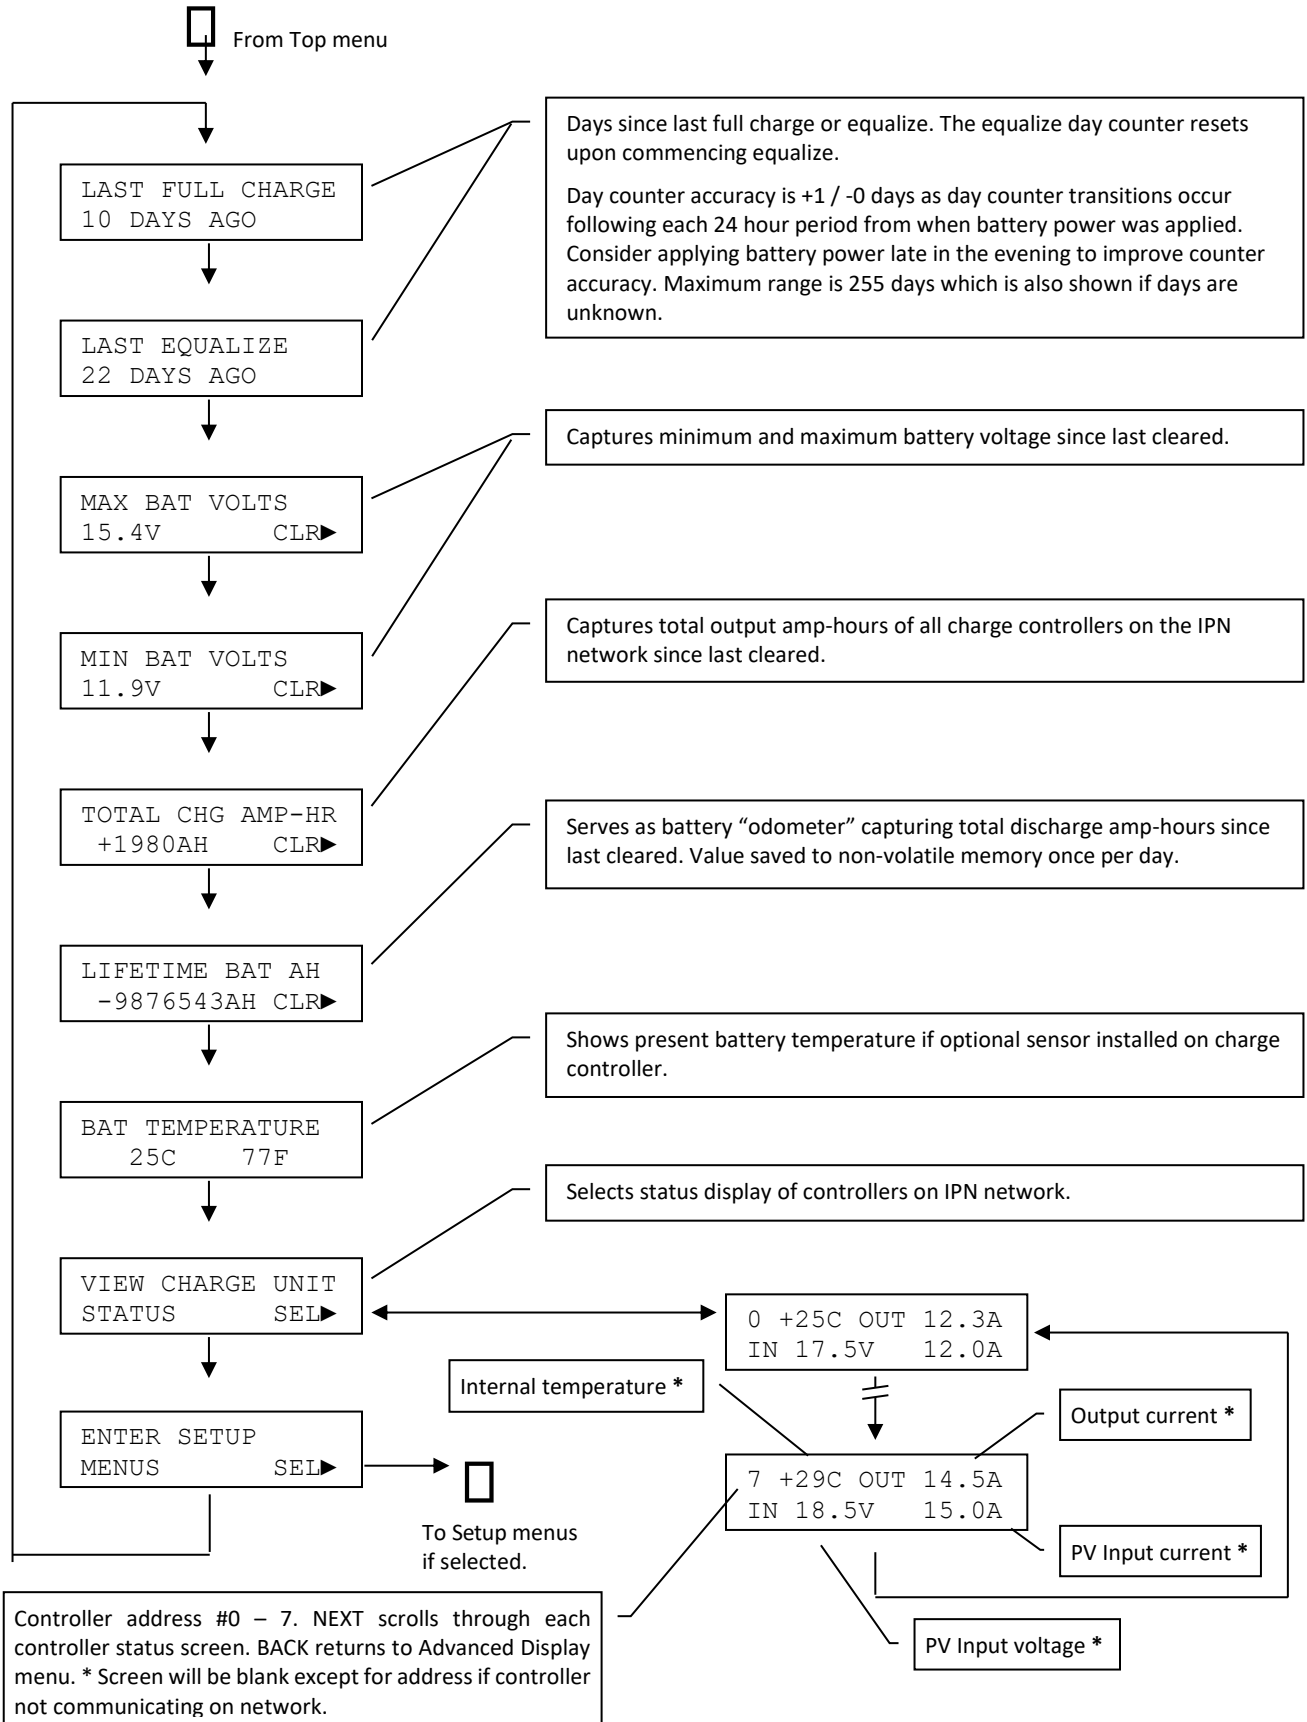 From Top menu
Days since last full charge or equalize. The equalize day counter resets
upon commencing equalize.
Day counter accuracy is +1 / -0 days as day counter transitions occur
following each 24 hour period from when battery power was applied.
Consider applying battery power late in the evening to improve counter
accuracy. Maximum range is 255 days which is also shown if days are
unknown.
LAST FULL CHARGE
10 DAYS AGO
LAST EQUALIZE
22 DAYS AGO
Captures minimum and maximum battery voltage since last cleared.
MAX BAT VOLTS
15.4V CLR►
MIN BAT VOLTS
11.9V CLR►
Captures total output amp-hours of all charge controllers on the IPN
network since last cleared.
TOTAL CHG AMP-HR
+1980AH CLR►
Serves as battery “odometer” capturing total discharge amp-hours since
last cleared. Value saved to non-volatile memory once per day.
LIFETIME BAT AH
-9876543AH CLR►
Shows present battery temperature if optional sensor installed on charge
controller.
BAT TEMPERATURE
25C 77F
Selects status display of controllers on IPN network.
VIEW CHARGE UNIT
STATUS SEL►
0 +25C OUT 12.3A
IN 17.5V 12.0A
Internal temperature *
Output current *
ENTER SETUP
MENUS SEL►
7 +29C OUT 14.5A
IN 18.5V 15.0A
To Setup menus
if selected.
PV Input current *
PV Input voltage *
Controller address #0 – 7. NEXT scrolls through each
controller status screen. BACK returns to Advanced Display
menu. * Screen will be blank except for address if controller
not communicating on network.